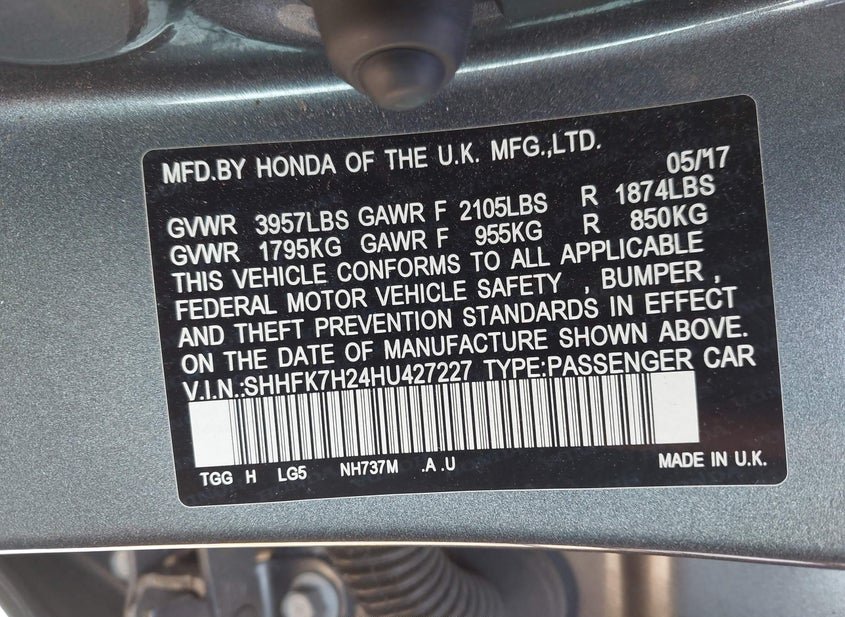 MFD.BY HONDA OF THE U.K. MFG.,LTD.
05/'17
GVWR 3957LBS GAWR F 2105LBS R 1874LBS
GVWR 1795KG GAWR F 955KG R 850KG
THIS VEHICLE CONFORMS TO ALL APPLICABLE
FEDERAL MOTOR VEHICLE SAFETY , BUMPER ,
AND THEFT PREVENTION STANDARDS IN EFFECT
ON THE DATE OF MANUFACTURE SHOWN ABOVE.
V.I.N.:SHHFK7H24HU427227 TYPE:PASSENGER CAR
TGG H LG5 NH737M .A .U MADE IN U.K.